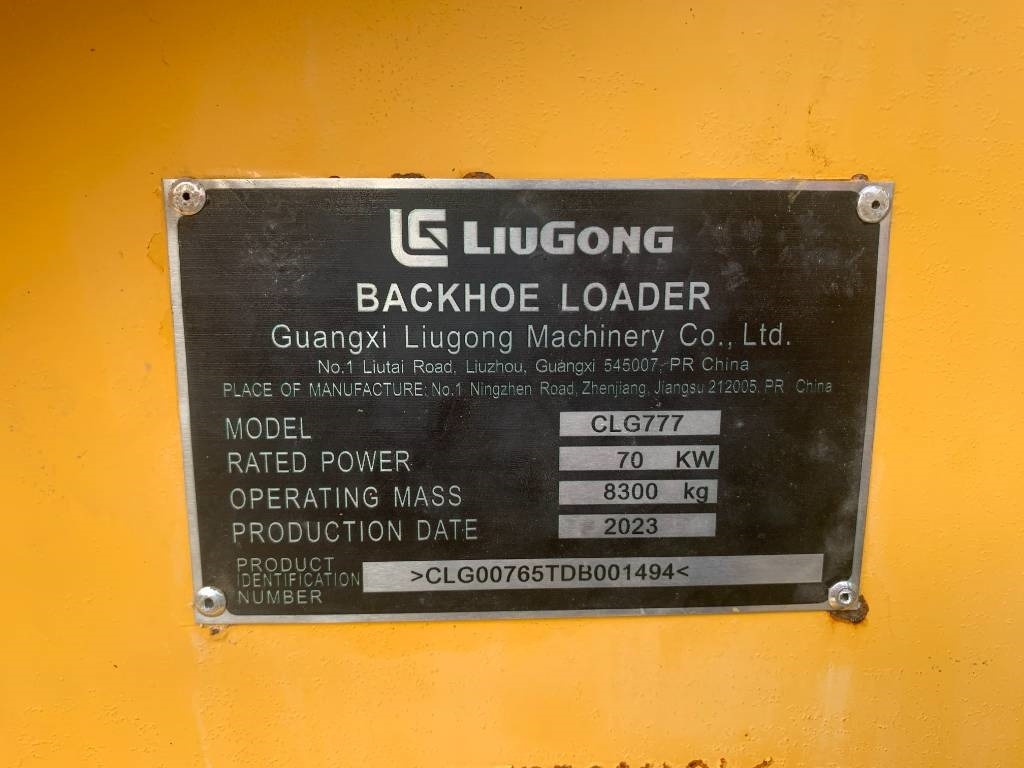 LG LIUGONG
BACKHOE LOADER
Guangxi Liugong Machinery Co., Ltd.
No.1 Liutai Road, Liuzhou, Guangxi 545007, PR China
PLACE OF MANUFACTURE: No.1 Ningzhen Road, Zhenjiang, Jiangsu 212005, PR China
MODEL CLG777
RATED POWER 70 KW
OPERATING MASS 8300 kg
PRODUCTION DATE 2023
PRODUCT
IDENTIFICATION >CLG00765TDB001494<
NUMBER